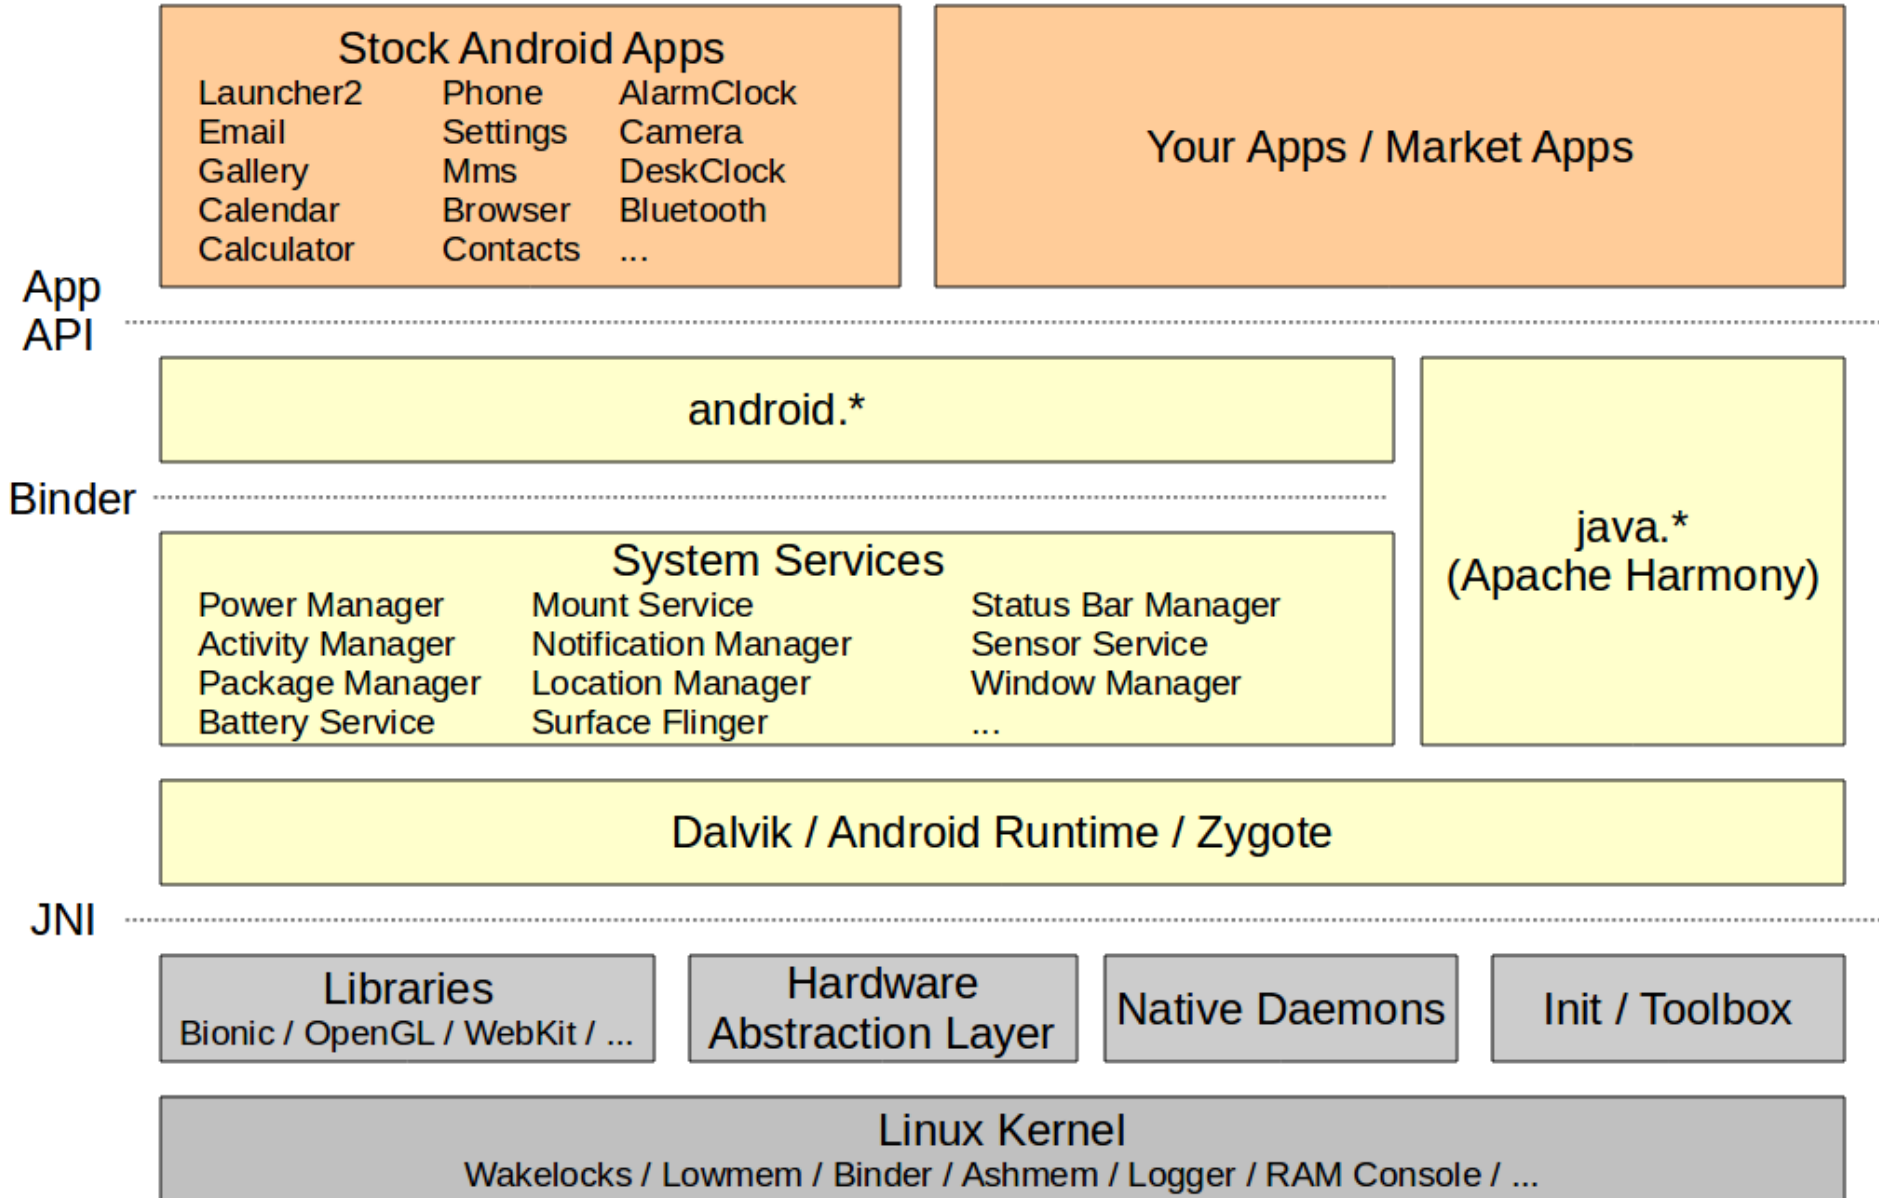 Stock Android Apps
Launcher2 Phone AlarmClock
Email Settings Camera
Gallery Mms DeskClock
Calendar Browser Bluetooth
Calculator Contacts ...
Your Apps / Market Apps
App
API
android.*
Binder
System Services
Power Manager Mount Service Status Bar Manager
Activity Manager Notification Manager Sensor Service
Package Manager Location Manager Window Manager
Battery Service Surface Flinger ...
java.*
(Apache Harmony)
Dalvik / Android Runtime / Zygote
JNI
Libraries
Bionic / OpenGL / WebKit / ...
Hardware
Abstraction Layer
Native Daemons
Init / Toolbox
Linux Kernel
Wakelocks / Lowmem / Binder / Ashmem / Logger / RAM Console / ...